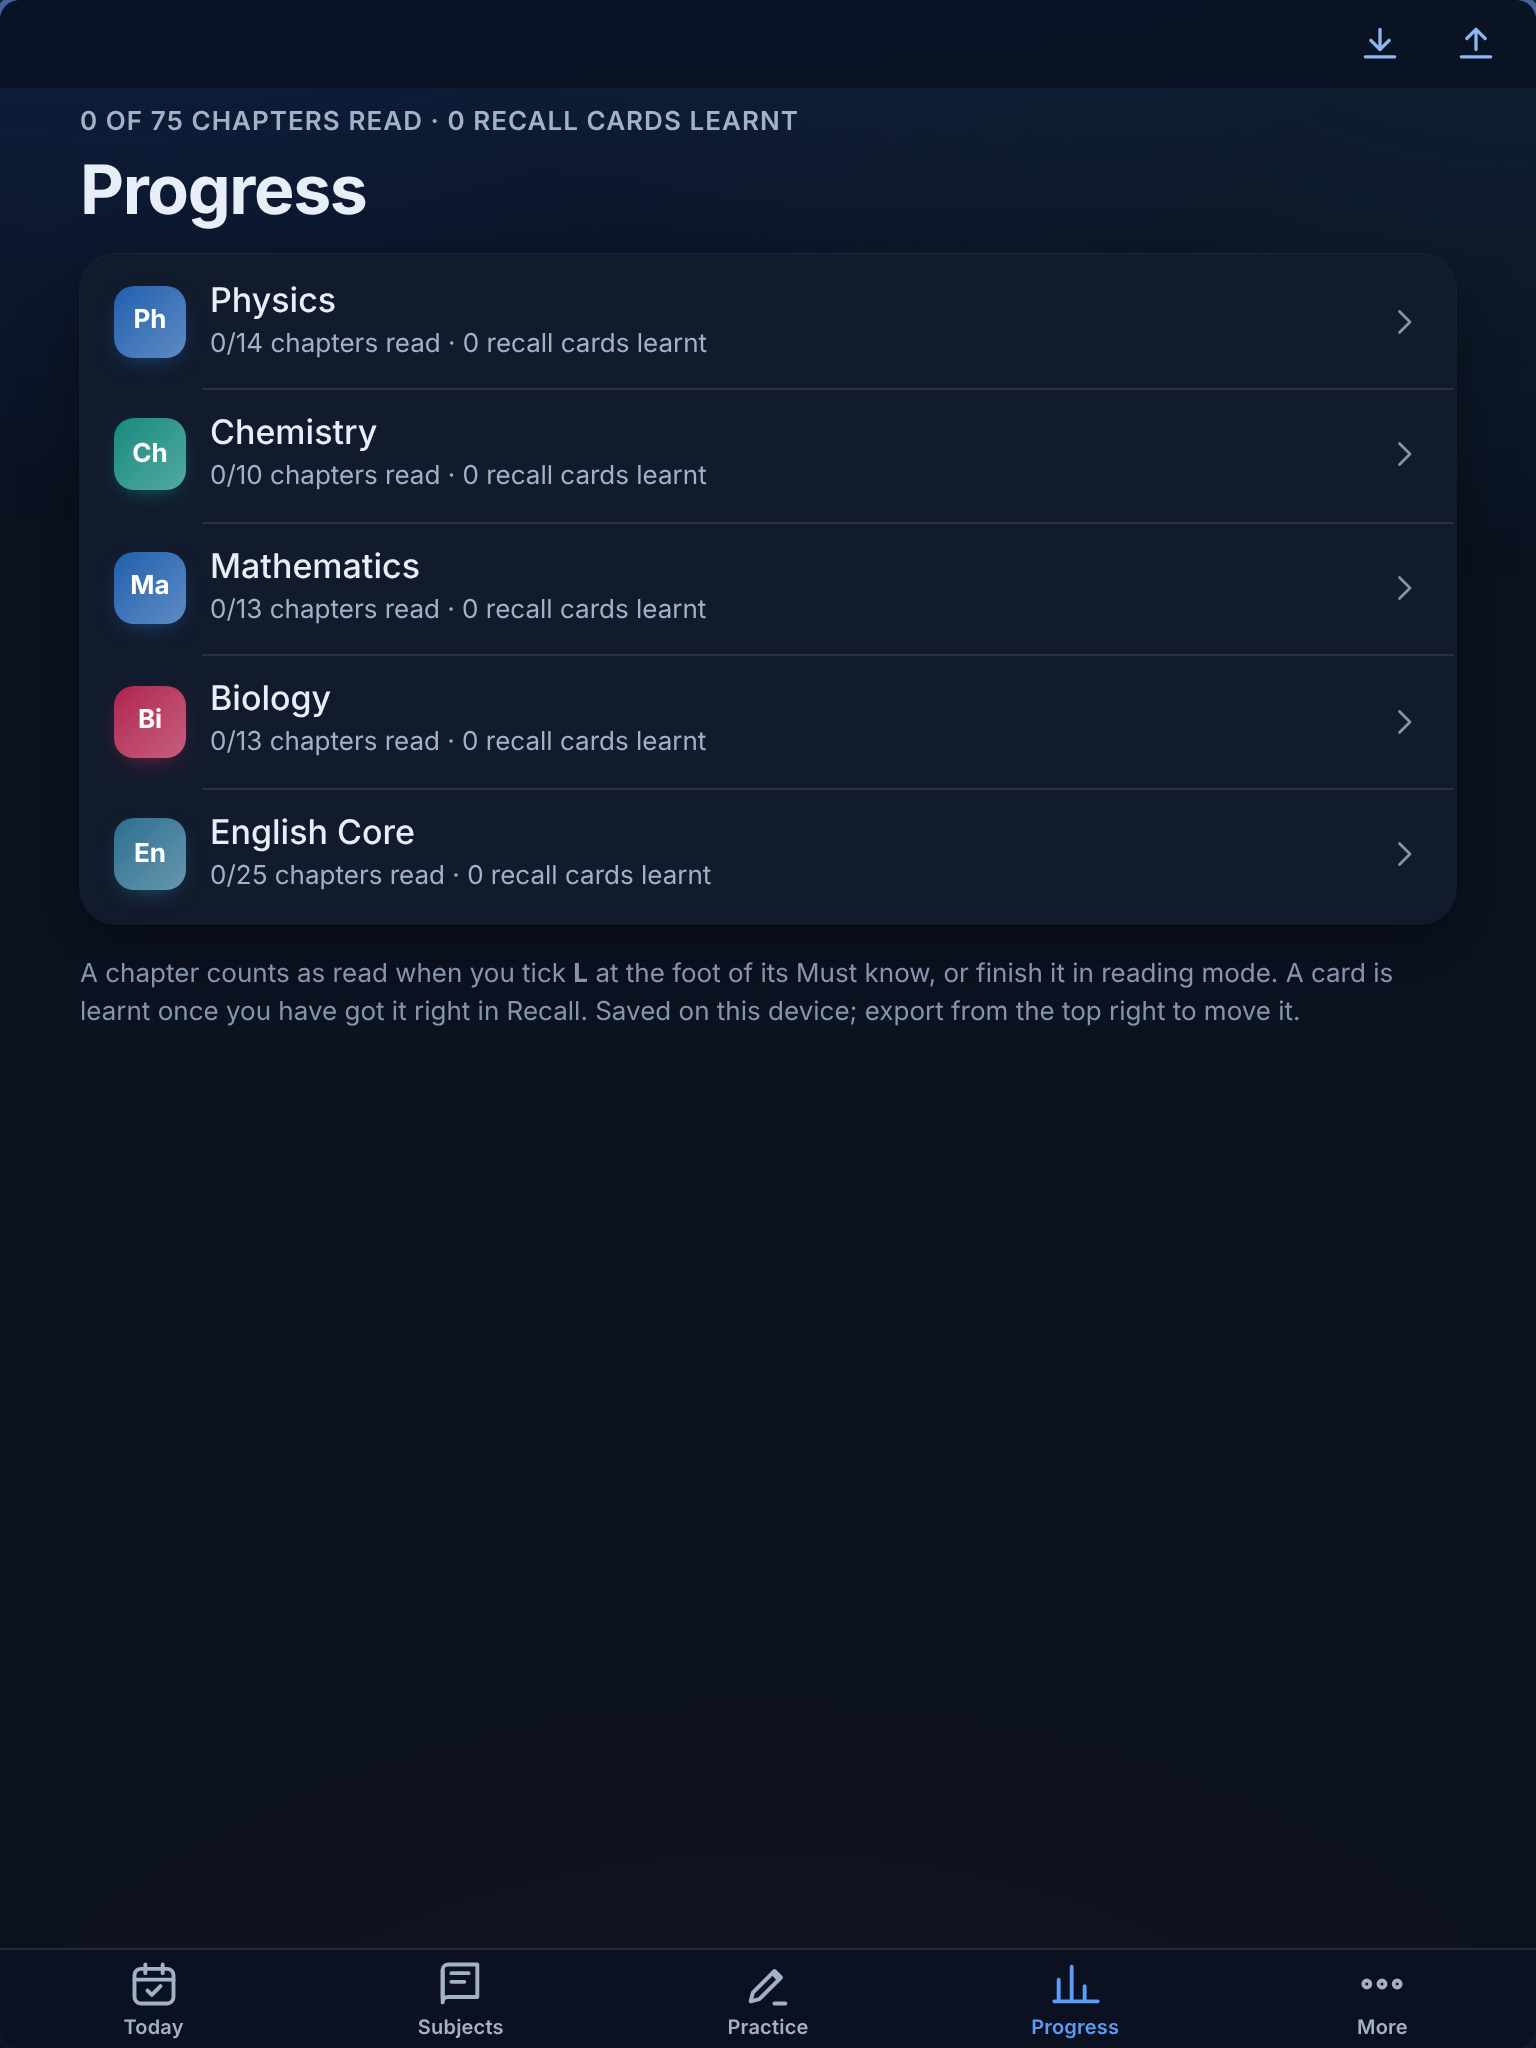 0 OF 75 CHAPTERS READ · 0 RECALL CARDS LEARNT
Progress
Ph
Physics
0/14 chapters read · 0 recall cards learnt
Ch
Chemistry
0/10 chapters read · 0 recall cards learnt
Ma
Mathematics
0/13 chapters read · 0 recall cards learnt
Bi
Biology
0/13 chapters read · 0 recall cards learnt
En
English Core
0/25 chapters read · 0 recall cards learnt
A chapter counts as read when you tick L at the foot of its Must know, or finish it in reading mode. A card is
learnt once you have got it right in Recall. Saved on this device; export from the top right to move it.
Today
Subjects
Practice
Progress
More